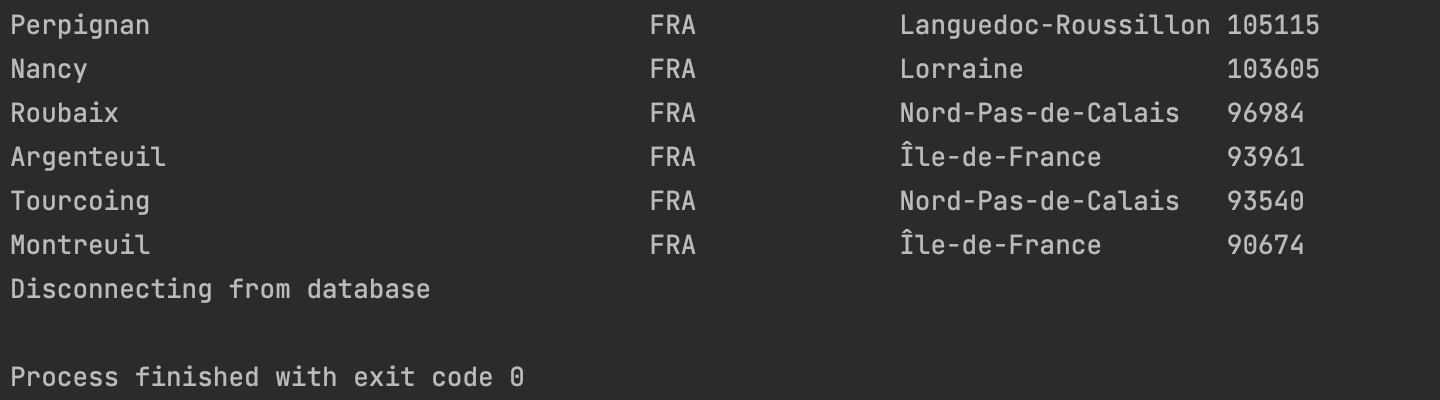 Perpignan FRA Languedoc-Roussillon 105115
Nancy FRA Lorraine 103605
Roubaix FRA Nord-Pas-de-Calais 96984
Argenteuil FRA Île-de-France 93961
Tourcoing FRA Nord-Pas-de-Calais 93540
Montreuil FRA Île-de-France 90674
Disconnecting from database
Process finished with exit code 0